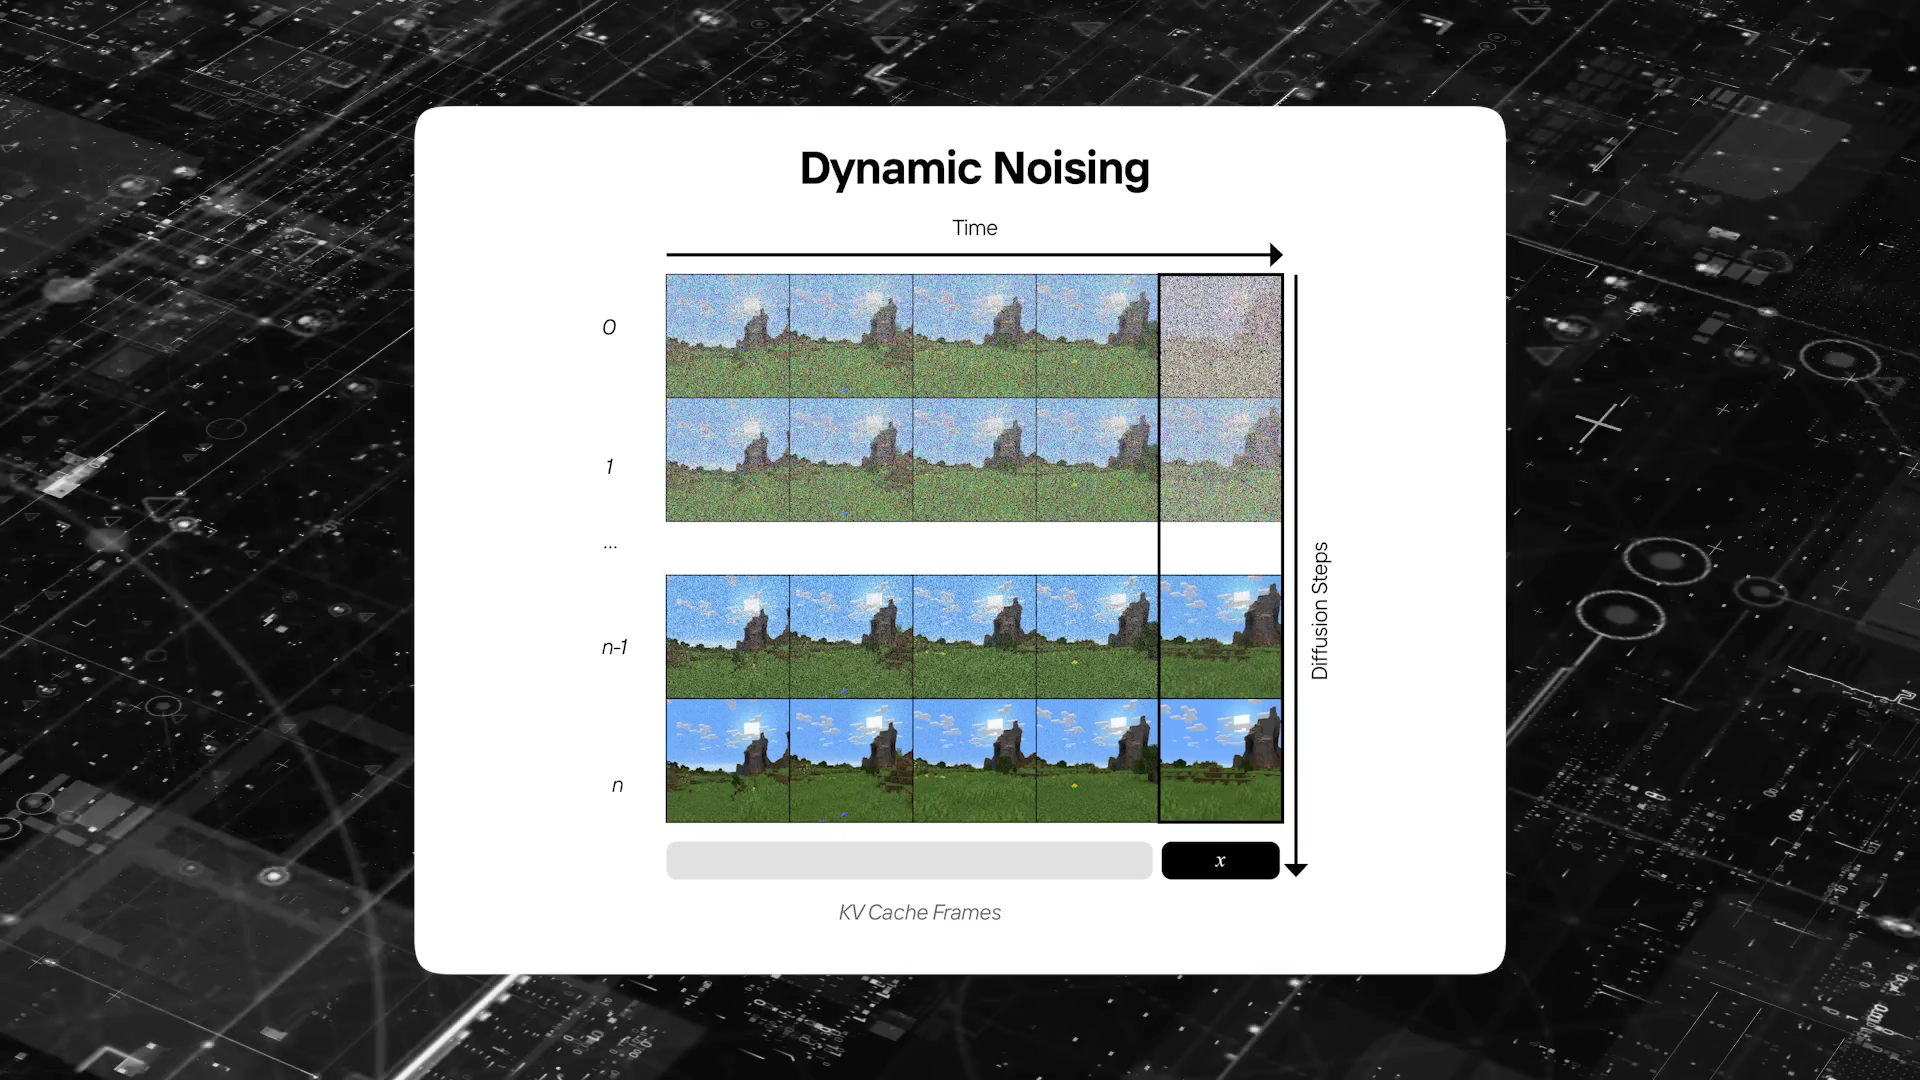 Dynamic Noising
Time
0
1
...
n-1
n
Diffusion Steps
x
KV Cache Frames